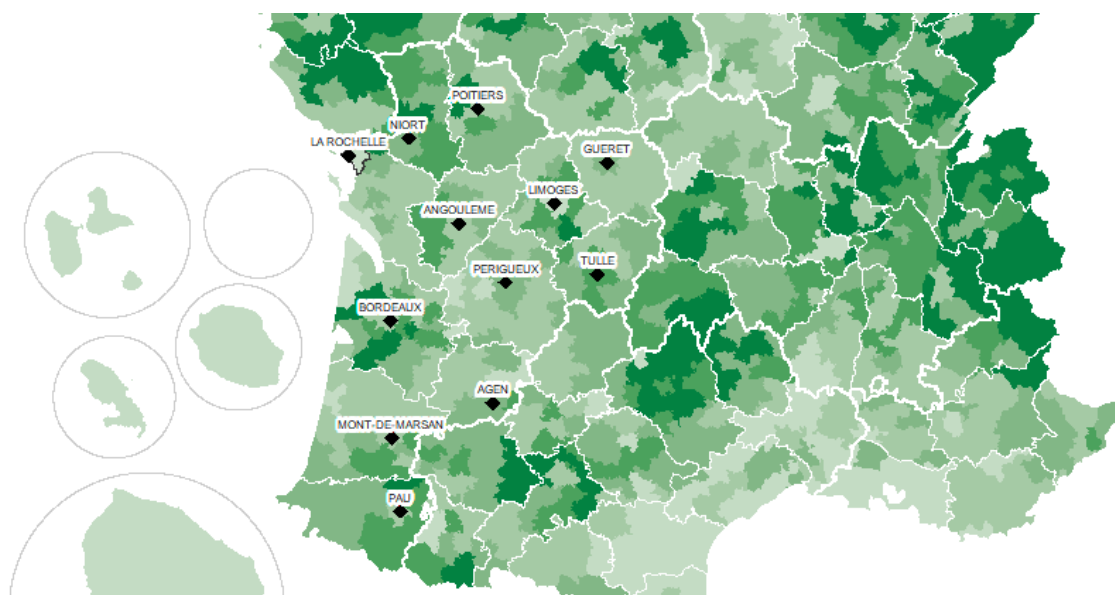 POITIERS
NIORT
LA ROCHELLE
GUERET
LIMOGES
ANGOULEME
TULLE
PERIGUEUX
BORDEAUX
AGEN
MONT-DE-MARSAN
PAU